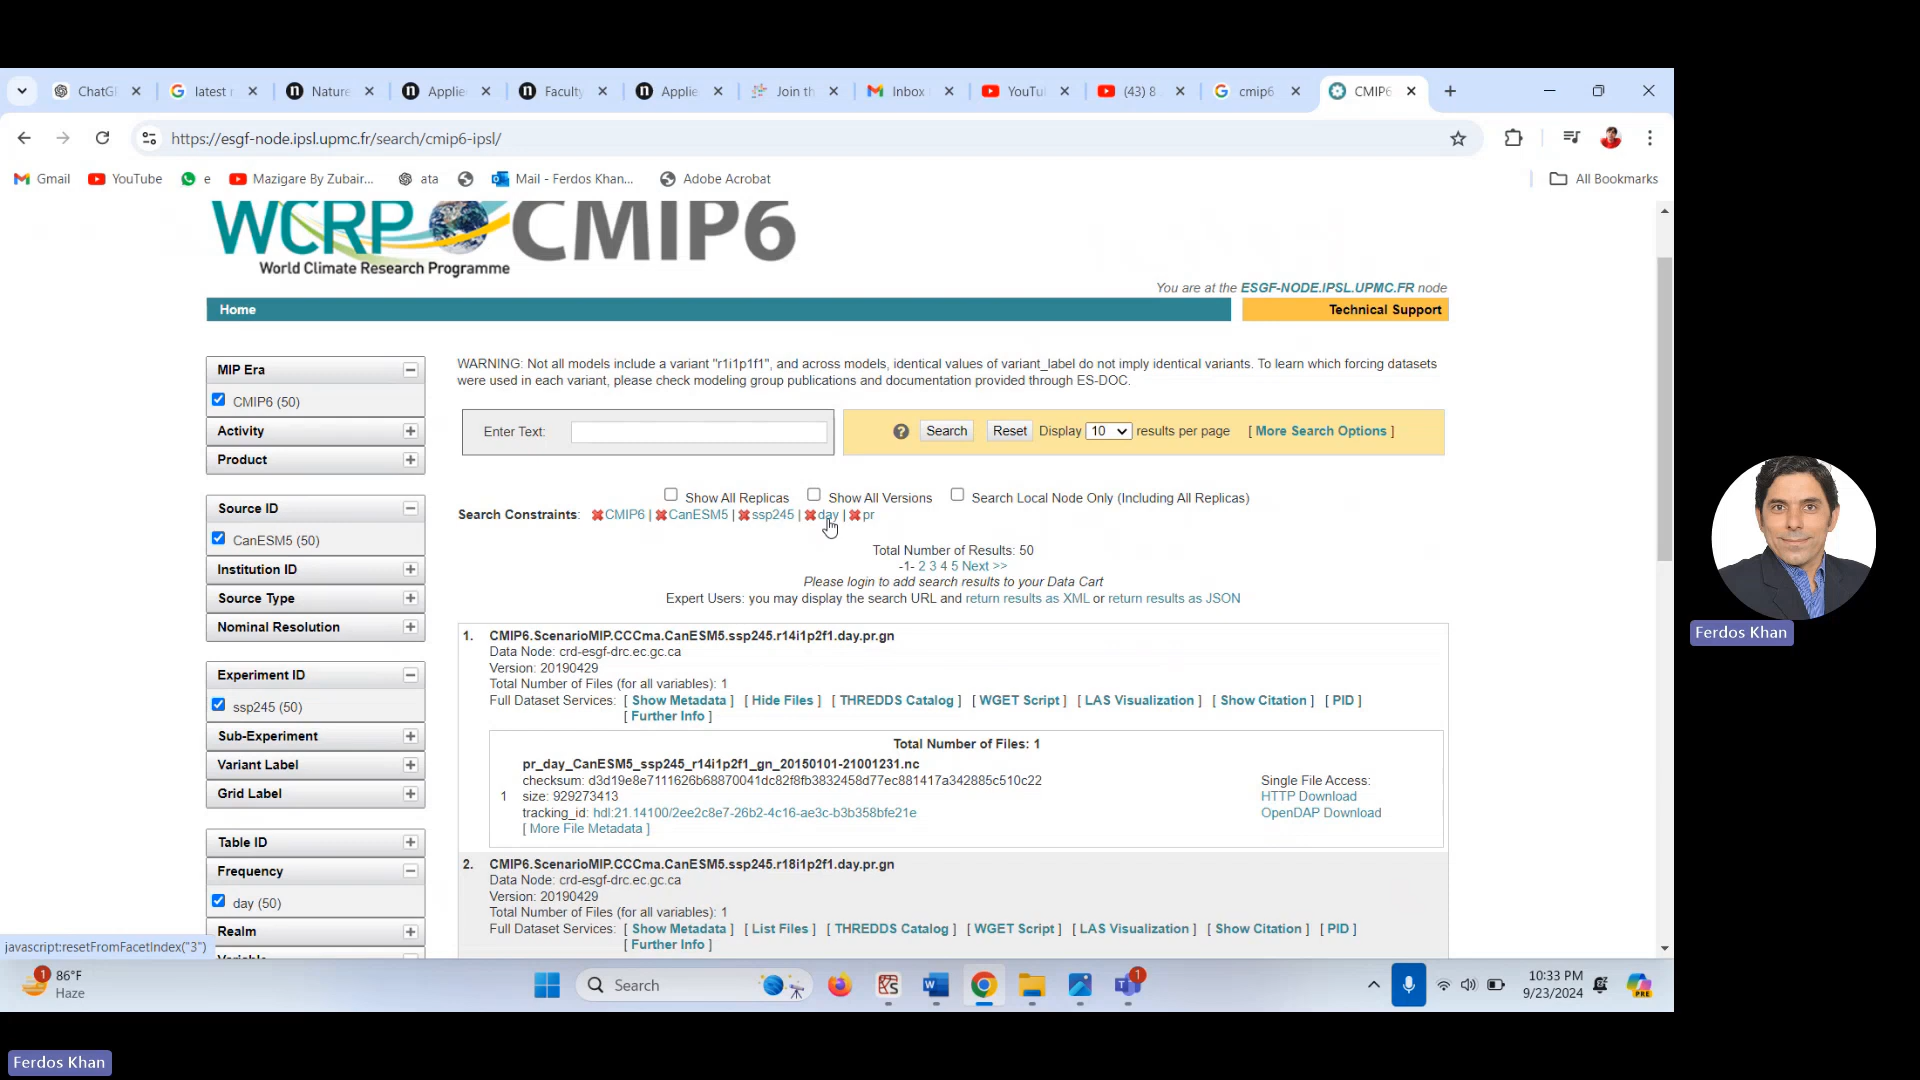 ChatG
latest r
Nature
Applie
Faculty
Applie
Join th
Inbox
YouTu
(43) 8
cmip6
CMIP6
https://esgf-node.ipsl.upmc.fr/search/cmip6-ipsl/
Gmail
YouTube
e
Mazigare By Zubair...
ata
Mail - Ferdos Khan...
Adobe Acrobat
All Bookmarks
WCRP CMIP6
World Climate Research Programme
You are at the ESGF-NODE.IPSL.UPMC.FR node
Home
Technical Support
MIP Era
CMIP6 (50)
Activity
Product
Source ID
CanESM5 (50)
Institution ID
Source Type
Nominal Resolution
Experiment ID
ssp245 (50)
Sub-Experiment
Variant Label
Grid Label
Table ID
Frequency
day (50)
Realm
WARNING: Not all models include a variant "r1i1p1f1", and across models, identical values of variant_label do not imply identical variants. To learn which forcing datasets
were used in each variant, please check modeling group publications and documentation provided through ES-DOC.
Enter Text:
Search Reset Display 10 results per page [ More Search Options ]
Show All Replicas Show All Versions Search Local Node Only (Including All Replicas)
Search Constraints: CMIP6 | CanESM5 | ssp245 | day | pr
Total Number of Results: 50
-1- 2 3 4 5 Next >>
Please login to add search results to your Data Cart
Expert Users: you may display the search URL and return results as XML or return results as JSON
1. CMIP6.ScenarioMIP.CCCma.CanESM5.ssp245.r14i1p2f1.day.pr.gn
Data Node: crd-esgf-drc.ec.gc.ca
Version: 20190429
Total Number of Files (for all variables): 1
Full Dataset Services: [ Show Metadata ] [ Hide Files ] [ THREDDS Catalog ] [ WGET Script ] [ LAS Visualization ] [ Show Citation ] [ PID ]
[ Further Info ]
Total Number of Files: 1
pr_day_CanESM5_ssp245_r14i1p2f1_gn_20150101-21001231.nc
checksum: d3d19e8e7111626b68870041dc82f8fb3832458d77ec881417a342885c510c22
1 size: 929273413
tracking_id: hdl:21.14100/2ee2c8e7-26b2-4c16-ae3c-b3b358bfe21e
[ More File Metadata ]
Single File Access:
HTTP Download
OpenDAP Download
2. CMIP6.ScenarioMIP.CCCma.CanESM5.ssp245.r18i1p2f1.day.pr.gn
Data Node: crd-esgf-drc.ec.gc.ca
Version: 20190429
Total Number of Files (for all variables): 1
Full Dataset Services: [ Show Metadata ] [ List Files ] [ THREDDS Catalog ] [ WGET Script ] [ LAS Visualization ] [ Show Citation ] [ PID ]
[ Further Info ]
javascript:resetFromFacetIndex("3")
1
86°F
Haze
Search
1
10:33 PM
9/23/2024
PRE
Ferdos Khan
Ferdos Khan